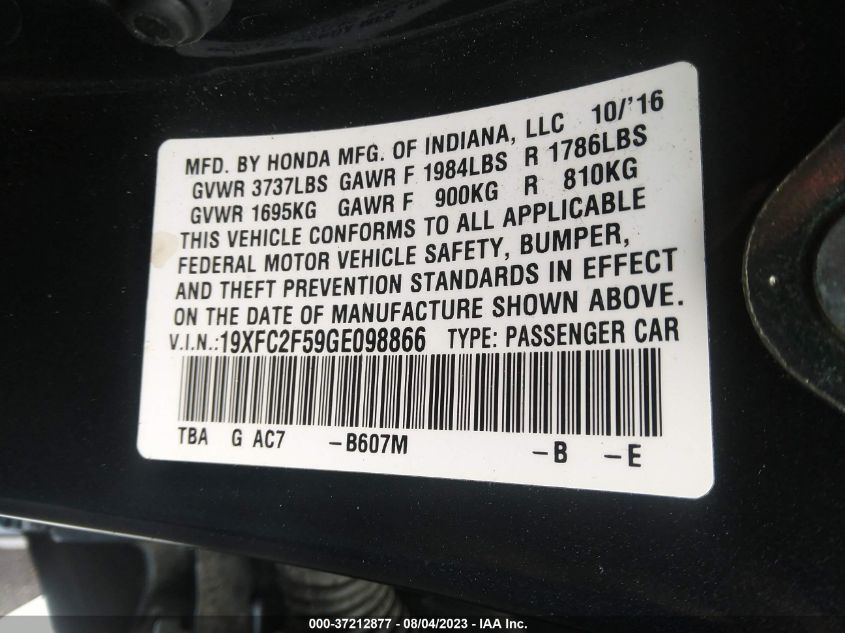 MFD. BY HONDA MFG. OF INDIANA, LLC 10/'16
GVWR 3737LBS GAWR F 1984LBS R 1786LBS
GVWR 1695KG GAWR F 900KG R 810KG
THIS VEHICLE CONFORMS TO ALL APPLICABLE
FEDERAL MOTOR VEHICLE SAFETY, BUMPER,
AND THEFT PREVENTION STANDARDS IN EFFECT
ON THE DATE OF MANUFACTURE SHOWN ABOVE.
V.I.N.:19XFC2F59GE098866 TYPE: PASSENGER CAR
TBA G AC7 -B607M -B -E
000-37212877 - 08/04/2023 - IAA Inc.